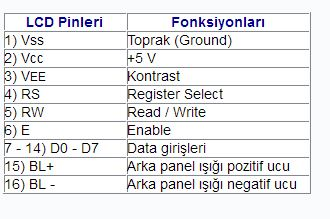 LCD Pinleri Fonksiyonları
1) Vss Toprak (Ground)
2) Vcc +5 V
3) VEE Kontrast
4) RS Register Select
5) RW Read / Write
6) E Enable
7 - 14) D0 - D7 Data girişleri
15) BL+ Arka panel ışığı pozitif ucu
16) BL - Arka panel ışığı negatif ucu